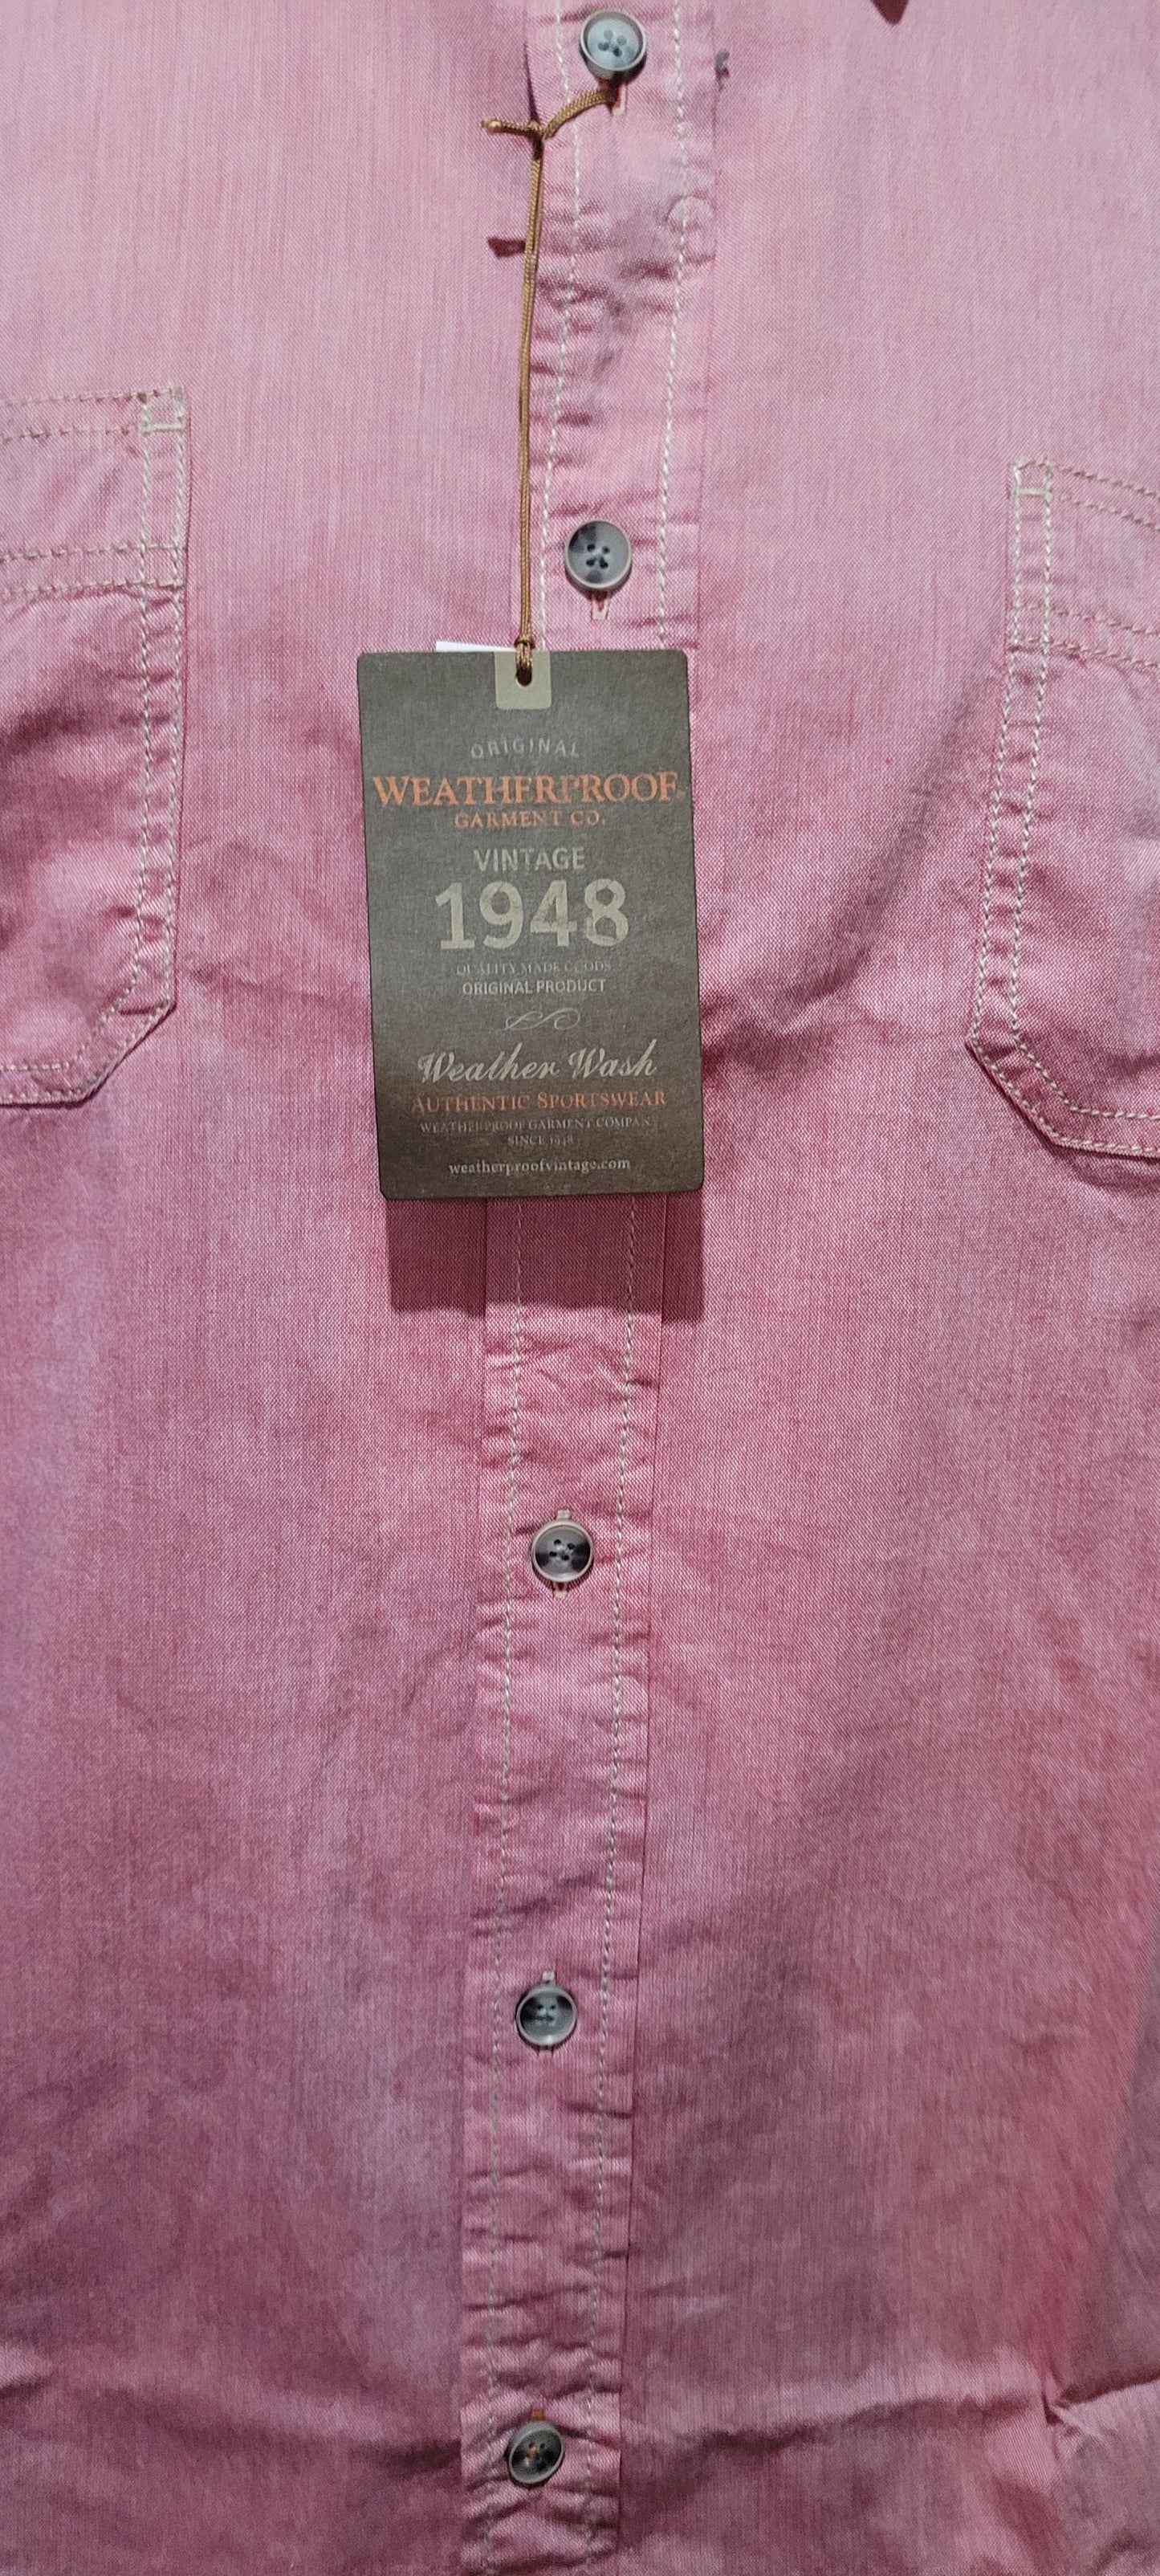 ORIGINAL
WEATHERPROOF
GARMENT CO.
VINTAGE
1948
QUALITY MADE GOODS
ORIGINAL PRODUCT
Weather Wash
AUTHENTIC SPORTSWEAR
WEATHERPROOF GARMENT COMPANY
SINCE 1948
weatherproofvintage.com